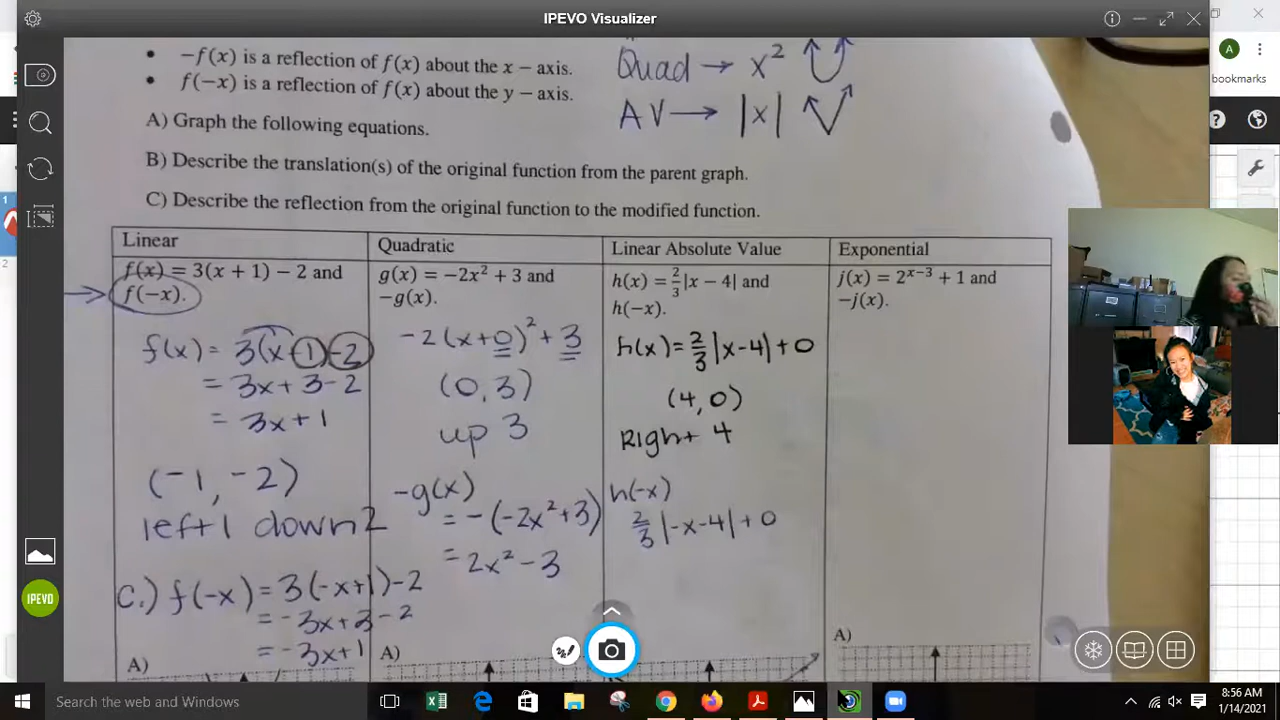 IPEVO Visualizer
• −f(x) is a reflection of f(x) about the x − axis.
• f(−x) is a reflection of f(x) about the y − axis.
Quad → x²
AV → |x|
A) Graph the following equations.
B) Describe the translation(s) of the original function from the parent graph.
C) Describe the reflection from the original function to the modified function.
Linear
f(x) = 3(x + 1) − 2 and
f(−x).
f(x) = 3(x+1)-2
= 3x+3-2
= 3x+1
(-1, -2)
left 1 down 2
C.) f(-x) = 3(-x+1)-2
= -3x+3-2
= -3x+1
A)
Quadratic
g(x) = −2x² + 3 and
−g(x).
-2(x+0)²+3
(0, 3)
up 3
-g(x)
= -(-2x²+3)
= 2x²-3
A)
Linear Absolute Value
h(x) = 2/3|x − 4| and
h(−x).
h(x) = 2/3|x-4|+0
(4, 0)
Right 4
h(-x)
2/3|-x-4|+0
Exponential
j(x) = 2^(x−3) + 1 and
−j(x).
A)
A
bookmarks
1
2
IPEVO
Search the web and Windows
8:56 AM
1/14/2021